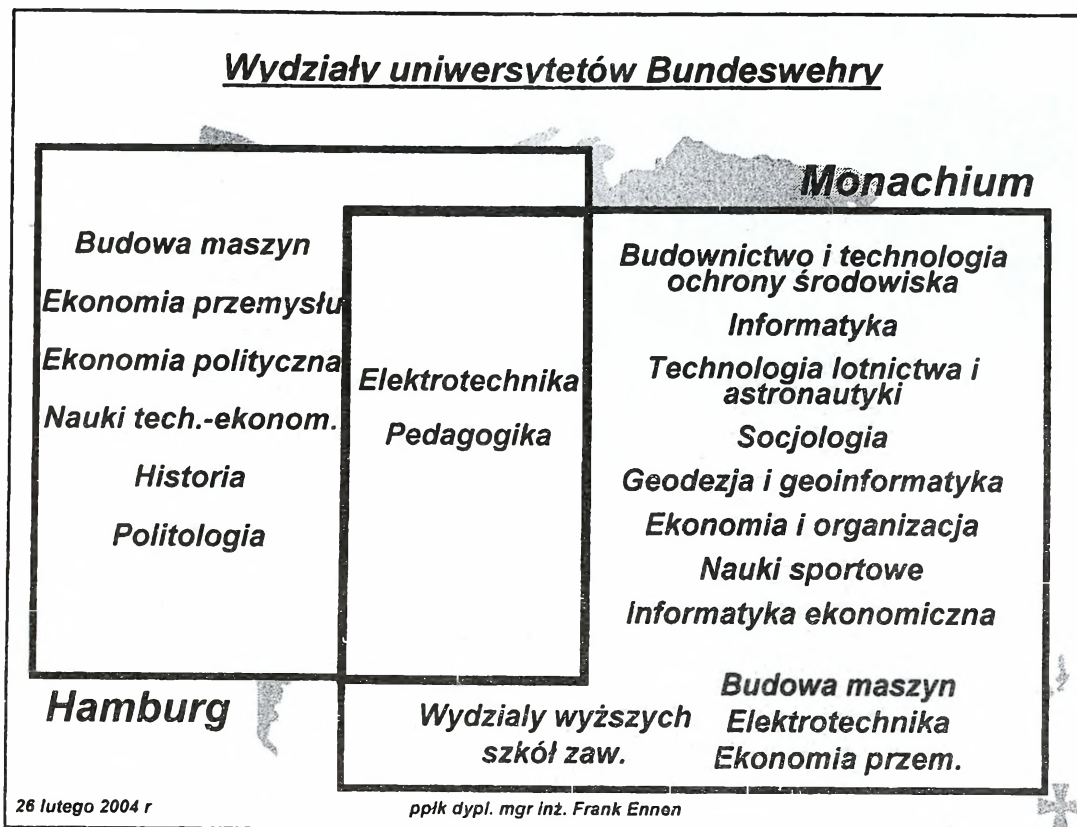 Wydziały uniwersytetów Bundeswehry
Monachium
Budowa maszyn
Ekonomia przemysłu
Ekonomia polityczna
Nauki tech.-ekonom.
Historia
Politologia
Elektrotechnika
Pedagogika
Budownictwo i technologia
ochrony środowiska
Informatyka
Technologia lotnictwa i
astronautyki
Socjologia
Geodezja i geoinformatyka
Ekonomia i organizacja
Nauki sportowe
Informatyka ekonomiczna
Hamburg
Wydzialy wyższych
szkół zaw.
Budowa maszyn
Elektrotechnika
Ekonomia przem.
26 lutego 2004 r
ppłk dypl. mgr inż. Frank Ennen